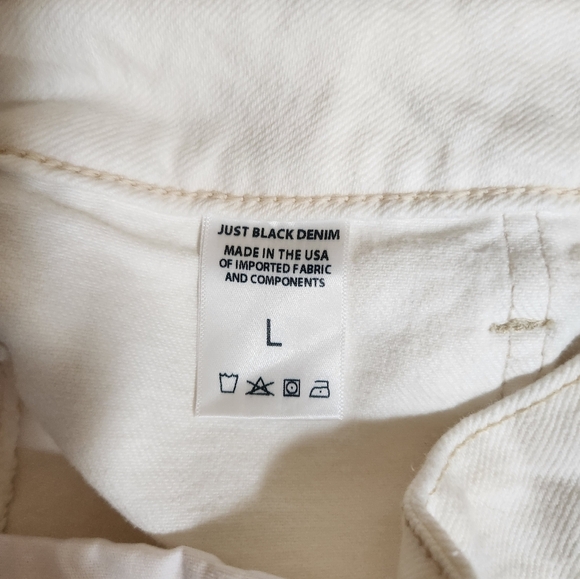 JUST BLACK DENIM
MADE IN THE USA
OF IMPORTED FABRIC
AND COMPONENTS
L